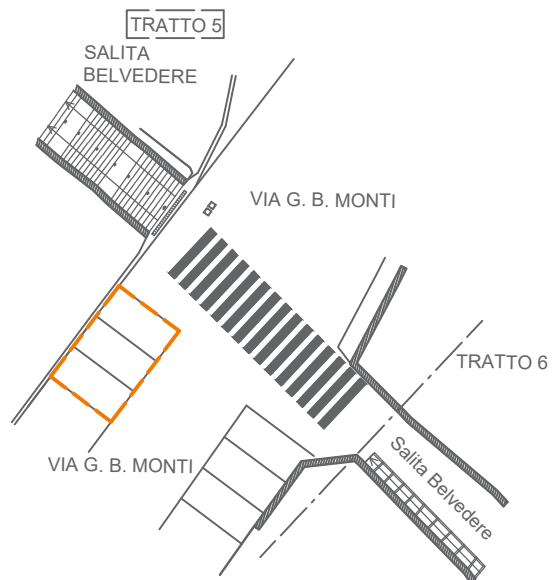 TRATTO 5
SALITA
BELVEDERE
VIA G. B. MONTI
TRATTO 6
VIA G. B. MONTI
Salita Belvedere